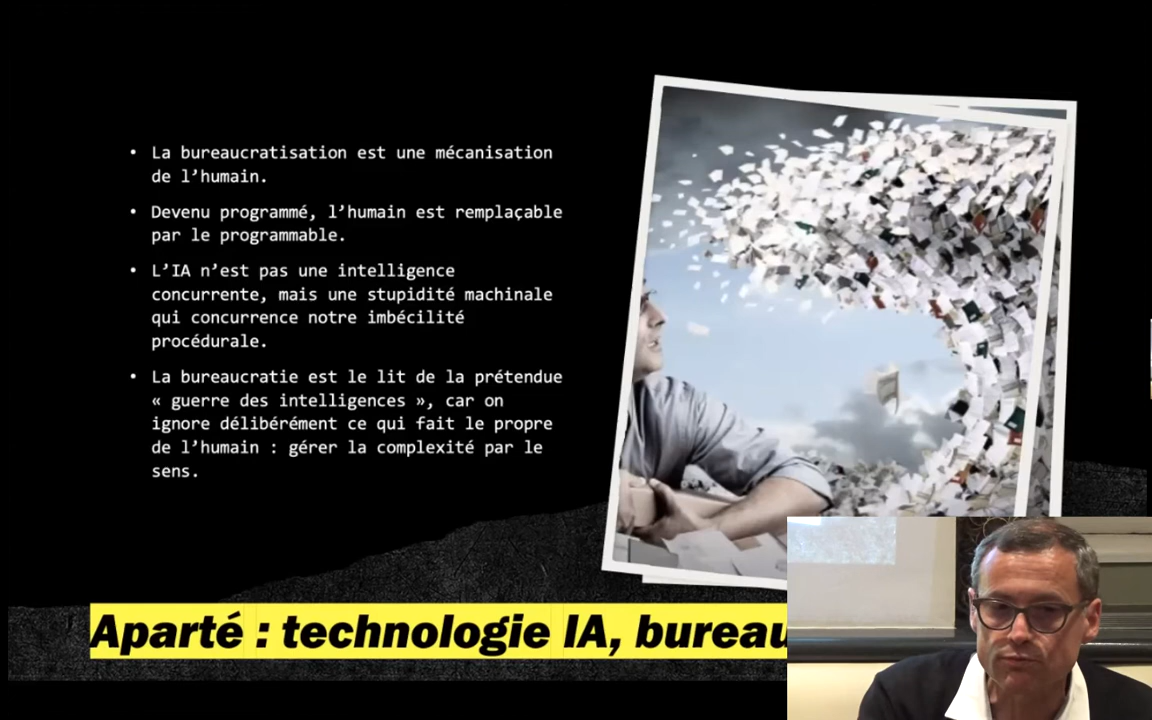 • La bureaucratisation est une mécanisation
de l’humain.
• Devenu programmé, l’humain est remplaçable
par le programmable.
• L’IA n’est pas une intelligence
concurrente, mais une stupidité machinale
qui concurrence notre imbécilité
procédurale.
• La bureaucratie est le lit de la prétendue
« guerre des intelligences », car on
ignore délibérément ce qui fait le propre
de l’humain : gérer la complexité par le
sens.
Aparté : technologie IA, bureau